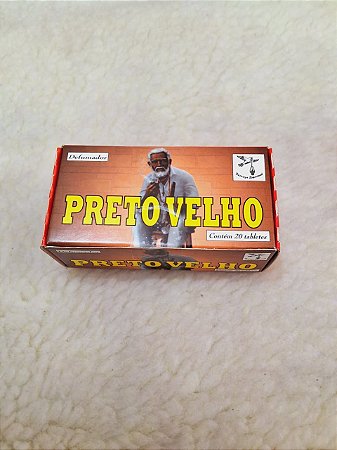 Defumador
PRETO VELHO
Contém 20 tabletes
PRETO VELHO